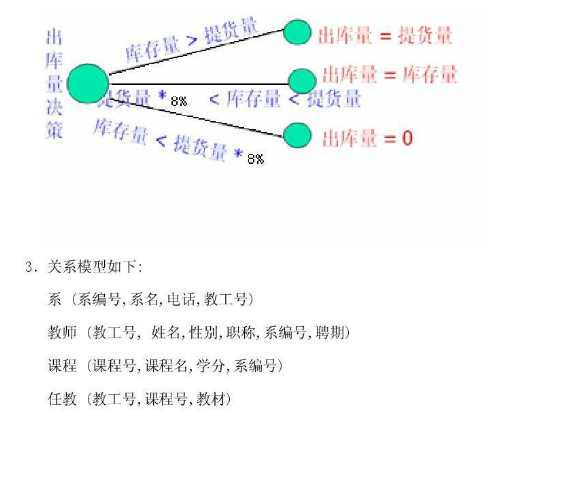 出库量决策
库存量 > 提货量
出库量 = 提货量
提货量 * 8% < 库存量 < 提货量
出库量 = 库存量
库存量 < 提货量 * 8%
出库量 = 0
3. 关系模型如下:
系 (系编号,系名,电话,教工号)
教师 (教工号, 姓名,性别,职称,系编号,聘期)
课程 (课程号,课程名,学分,系编号)
任教 (教工号,课程号,教材)